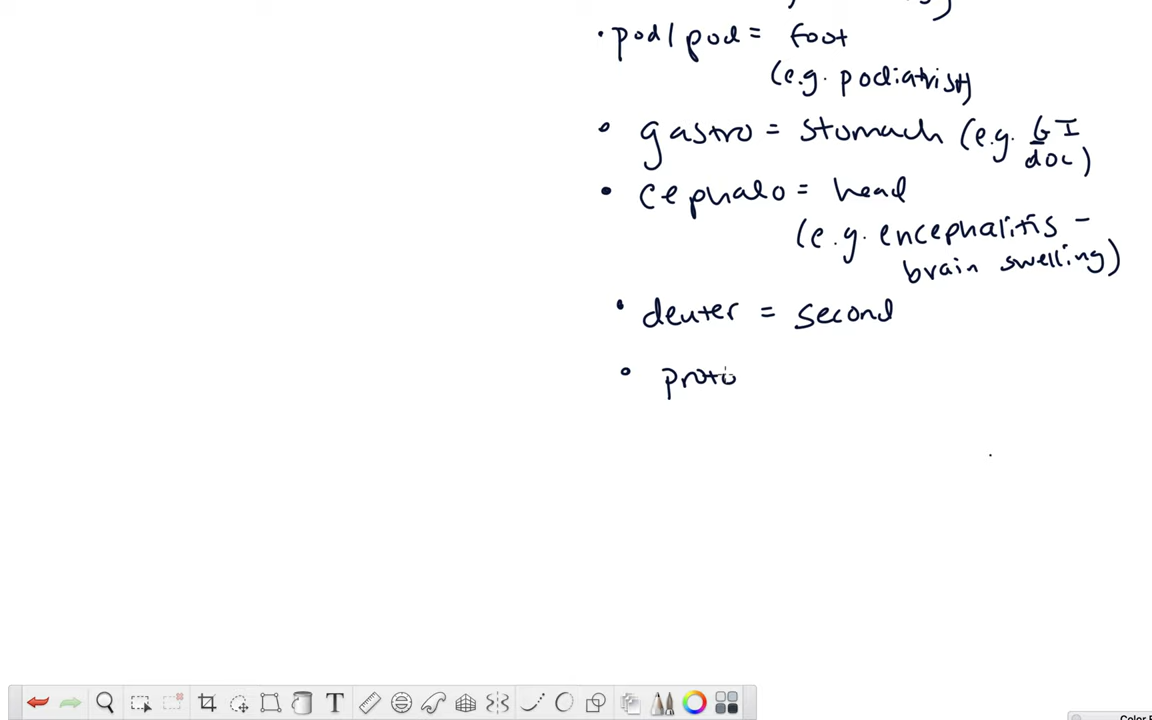 • pod/pod = foot
(e.g. podiatrist)
• gastro = stomach (e.g. GI
doc)
• cephalo = head
(e.g. encephalitis -
brain swelling)
• deuter = second
• proto